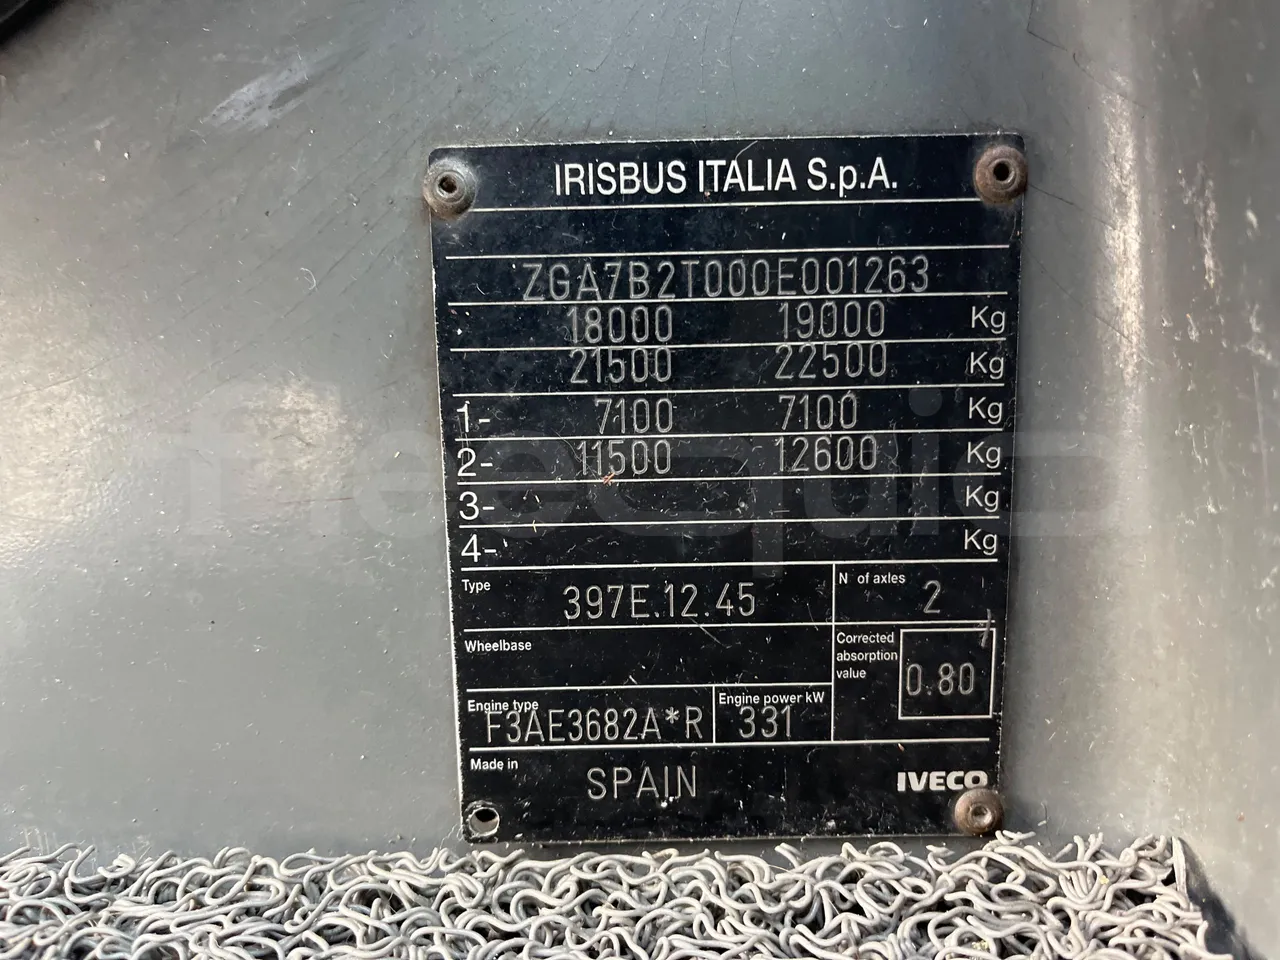 IRISBUS ITALIA S.p.A.
ZGA7B2T000E001263
18000 19000 Kg
21500 22500 Kg
1- 7100 7100 Kg
2- 11500 12600 Kg
3- Kg
4- Kg
Type 397E.12.45
N of axles 2
Wheelbase
Corrected absorption value 0.80
Engine type F3AE3682A*R
Engine power kW 331
Made in SPAIN
IVECO
fleequid